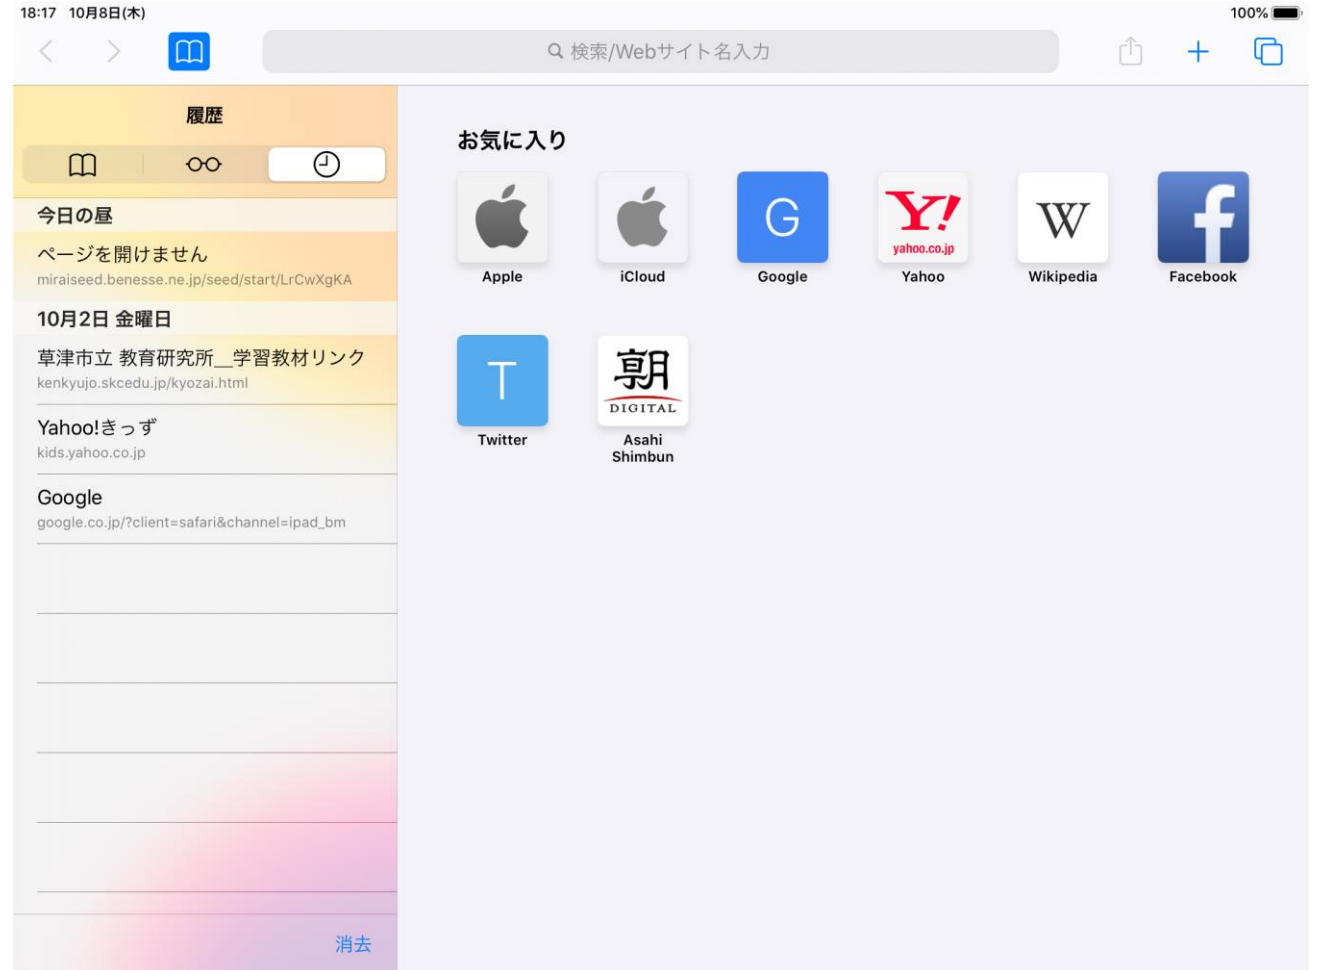 18:17 10月8日(木)
100%
検索/Webサイト名入力
履歴
今日の昼
ページを開けません
miraiseed.benesse.ne.jp/seed/start/LrCwXgKA
10月2日 金曜日
草津市立 教育研究所__学習教材リンク
kenkyujo.skcedu.jp/kyozai.html
Yahoo!きっず
kids.yahoo.co.jp
Google
google.co.jp/?client=safari&channel=ipad_bm
消去
お気に入り
G
Y!
yahoo.co.jp
W
f
Apple
iCloud
Google
Yahoo
Wikipedia
Facebook
T
朝
DIGITAL
Twitter
Asahi
Shimbun